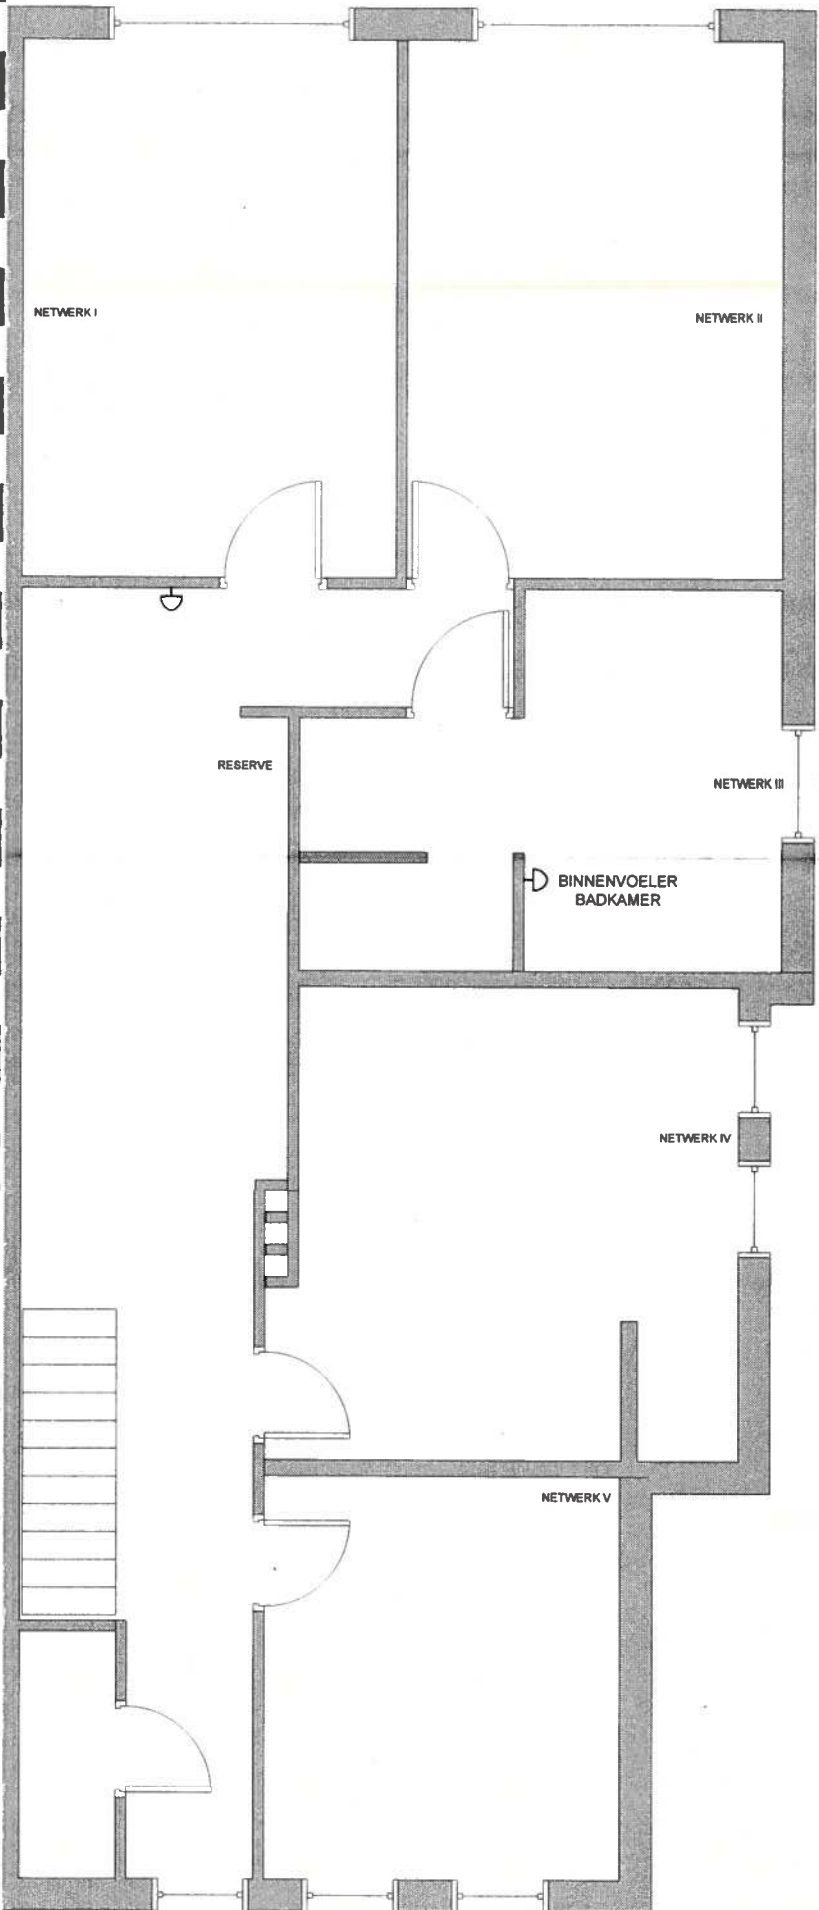 NETWERK I
NETWERK II
RESERVE
NETWERK III
BINNENVOELER
BADKAMER
NETWERK IV
NETWERK V